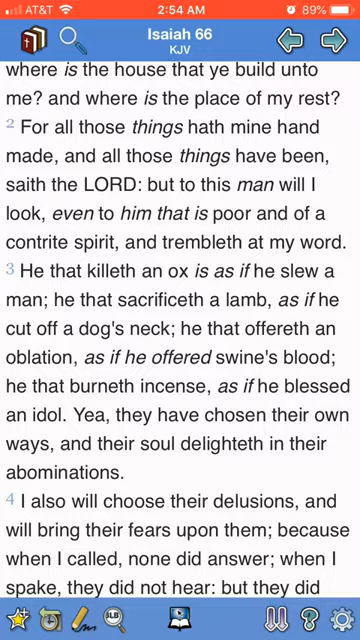 AT&T 2:54 AM 89%
Isaiah 66
KJV
where is the house that ye build unto
me? and where is the place of my rest?
2 For all those things hath mine hand
made, and all those things have been,
saith the LORD: but to this man will I
look, even to him that is poor and of a
contrite spirit, and trembleth at my word.
3 He that killeth an ox is as if he slew a
man; he that sacrificeth a lamb, as if he
cut off a dog's neck; he that offereth an
oblation, as if he offered swine's blood;
he that burneth incense, as if he blessed
an idol. Yea, they have chosen their own
ways, and their soul delighteth in their
abominations.
4 I also will choose their delusions, and
will bring their fears upon them; because
when I called, none did answer; when I
spake, they did not hear: but they did
SLB